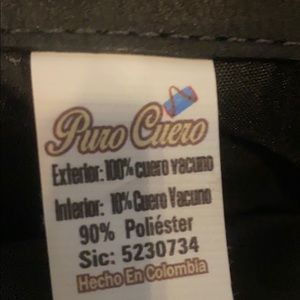 Puro Cuero
Exterior: 100% cuero vacuno
Interior: 10% Cuero Vacuno
90% Poliéster
Sic: 5230734
Hecho En Colombia